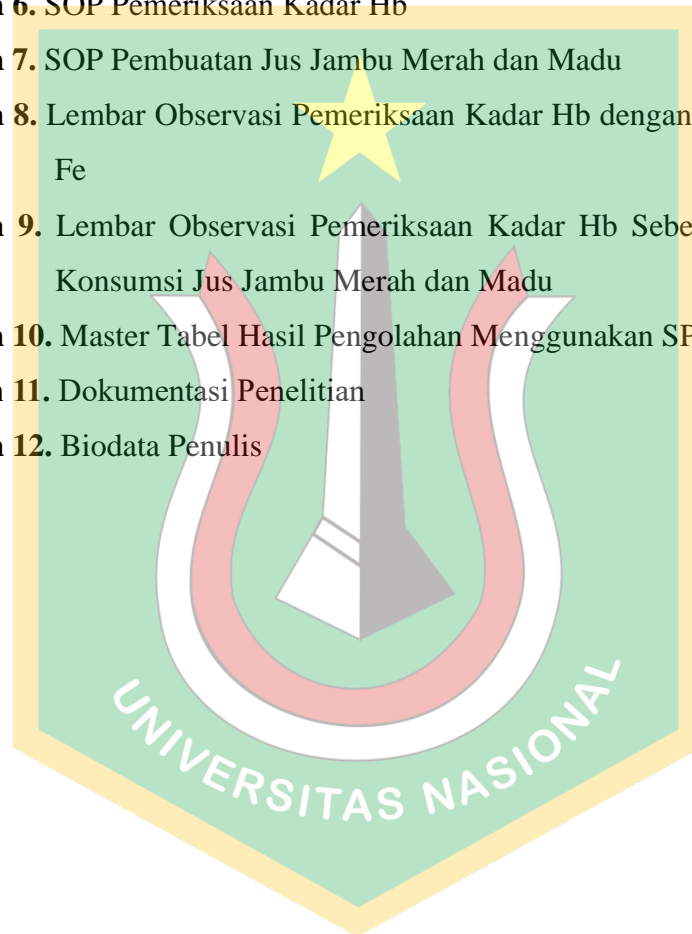 6. SOP Pemeriksaan Kadar Hb
7. SOP Pembuatan Jus Jambu Merah dan Madu
8. Lembar Observasi Pemeriksaan Kadar Hb dengan
Fe
9. Lembar Observasi Pemeriksaan Kadar Hb
Konsumsi Jus Jambu Merah dan Madu
10. Master Tabel Hasil Pengolahan Menggunakan
11. Dokumentasi Penelitian
12. Biodata Penulis
UNIVERSITAS NASIONAL